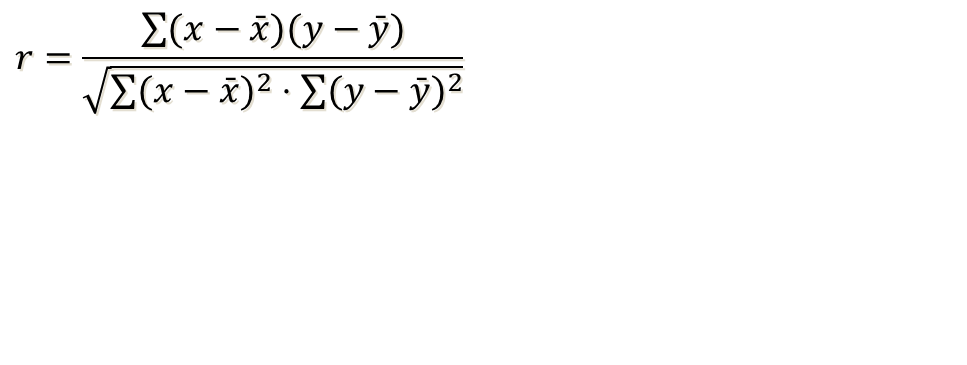 r = ∑(x − x̄)(y − ȳ) / √∑(x − x̄)² · ∑(y − ȳ)²